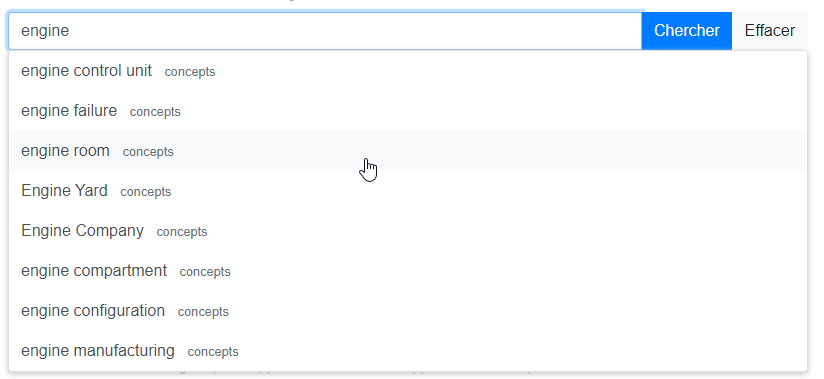 engine Chercher Effacer
engine control unit concepts
engine failure concepts
engine room concepts
Engine Yard concepts
Engine Company concepts
engine compartment concepts
engine configuration concepts
engine manufacturing concepts